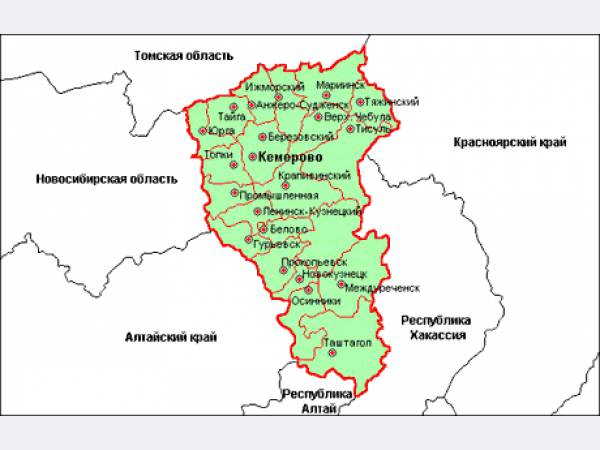 Томская область
Мариинск
Ижморский
Тяжинский
Анжеро-Судженск
Тайга
Верх. Чебула
Юрга
Тисуль
Березовский
Красноярский край
Топки
Кемерово
Новосибирская область
Крапивинский
Промышленная
Ленинск-Кузнецкий
Белово
Гурьевск
Прокопьевск
Новокузнецк
Междуреченск
Осинники
Республика
Хакассия
Алтайский край
Таштагол
Республика
Алтай